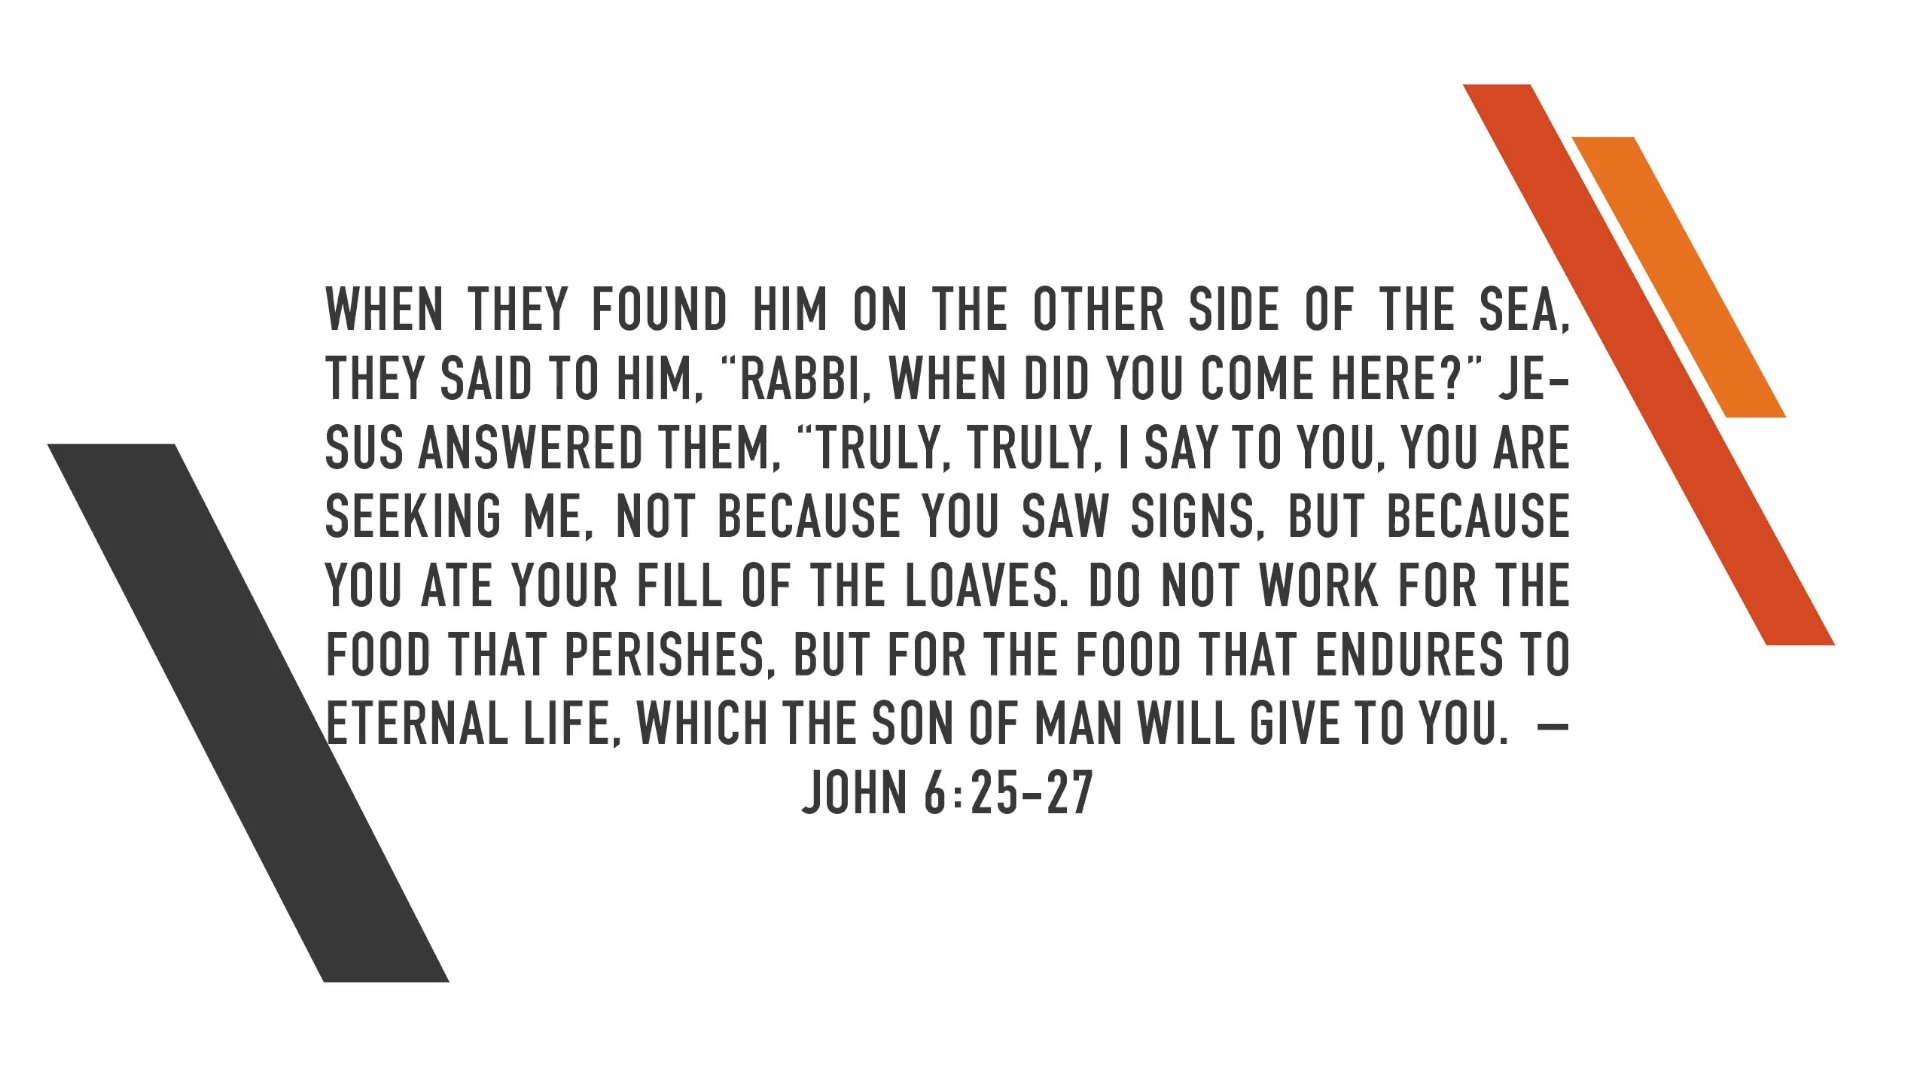 WHEN THEY FOUND HIM ON THE OTHER SIDE OF THE SEA,
THEY SAID TO HIM, “RABBI, WHEN DID YOU COME HERE?” JE-
SUS ANSWERED THEM, “TRULY, TRULY, I SAY TO YOU, YOU ARE
SEEKING ME, NOT BECAUSE YOU SAW SIGNS, BUT BECAUSE
YOU ATE YOUR FILL OF THE LOAVES. DO NOT WORK FOR THE
FOOD THAT PERISHES, BUT FOR THE FOOD THAT ENDURES TO
ETERNAL LIFE, WHICH THE SON OF MAN WILL GIVE TO YOU. –
JOHN 6:25-27